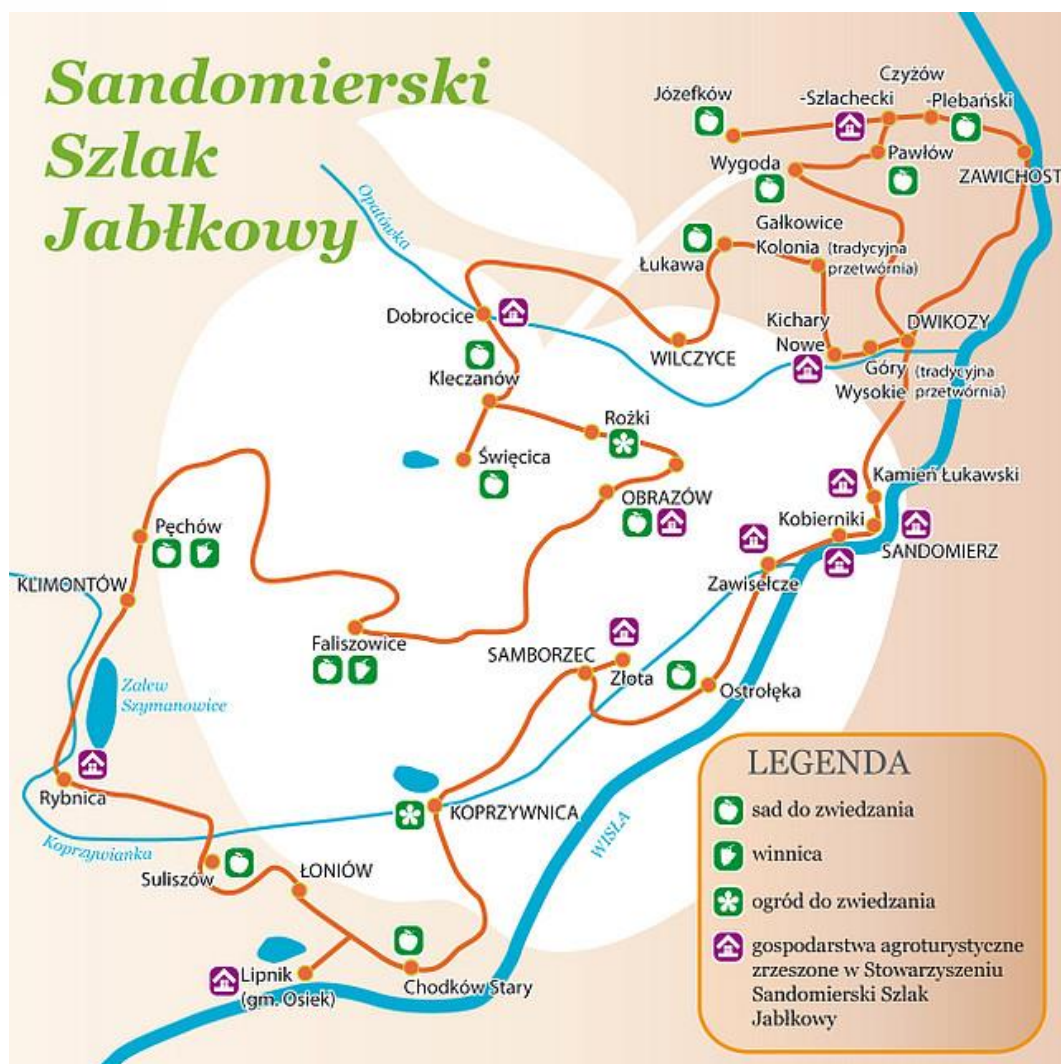 Sandomierski
Szlak
Jabłkowy
Czyżów
Józefków
-Szlachecki
-Plebański
Wygoda
Pawłów
ZAWICHOST
Opatówka
Gałkowice
Kolonia (tradycyjna
przetwórnia)
Łukawa
Dobrocice
WILCZYCE
Kichary
Nowe
DWIKOZY
Góry (tradycyjna
Wysokie przetwórnia)
Kleczanów
Rożki
Święcica
OBRAZÓW
Kamień Łukawski
Kobierniki
SANDOMIERZ
Pęchów
KLIMONTÓW
Zawisełcze
Faliszowice
SAMBORZEC
Złota
Ostrołęka
Zalew
Szymanowice
Rybnica
KOPRZYWNICA
Koprzywianka
WISŁA
Suliszów
ŁONIÓW
Lipnik
(gm. Osiek)
Chodków Stary
LEGENDA
sad do zwiedzania
winnica
ogród do zwiedzania
gospodarstwa agroturystyczne
zrzeszone w Stowarzyszeniu
Sandomierski Szlak
Jabłkowy